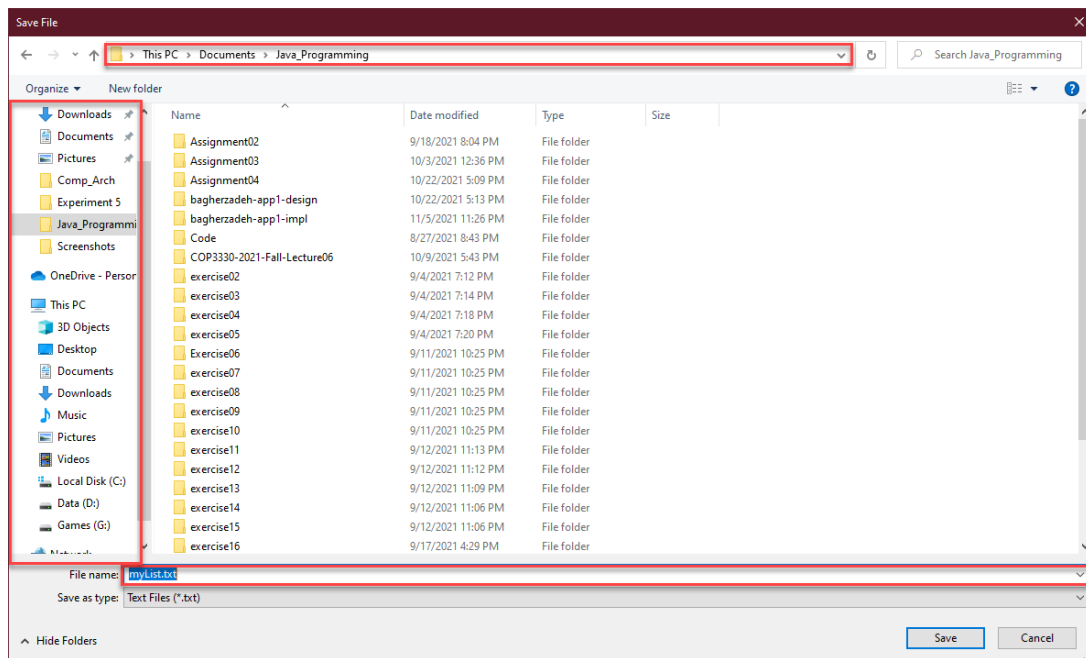 Save File
This PC > Documents > Java_Programming
Search Java_Programming
Organize
New folder
Downloads
Documents
Pictures
Comp_Arch
Experiment 5
Java_Programmi
Screenshots
OneDrive - Person
This PC
3D Objects
Desktop
Documents
Downloads
Music
Pictures
Videos
Local Disk (C:)
Data (D:)
Games (G:)
Network
Name Date modified Type Size
Assignment02 9/18/2021 8:04 PM File folder
Assignment03 10/3/2021 12:36 PM File folder
Assignment04 10/22/2021 5:09 PM File folder
bagherzadeh-app1-design 10/22/2021 5:13 PM File folder
bagherzadeh-app1-impl 11/5/2021 11:26 PM File folder
Code 8/27/2021 8:43 PM File folder
COP3330-2021-Fall-Lecture06 10/9/2021 5:43 PM File folder
exercise02 9/4/2021 7:12 PM File folder
exercise03 9/4/2021 7:14 PM File folder
exercise04 9/4/2021 7:18 PM File folder
exercise05 9/4/2021 7:20 PM File folder
Exercise06 9/11/2021 10:25 PM File folder
exercise07 9/11/2021 10:25 PM File folder
exercise08 9/11/2021 10:25 PM File folder
exercise09 9/11/2021 10:25 PM File folder
exercise10 9/11/2021 10:25 PM File folder
exercise11 9/12/2021 11:13 PM File folder
exercise12 9/12/2021 11:12 PM File folder
exercise13 9/12/2021 11:09 PM File folder
exercise14 9/12/2021 11:06 PM File folder
exercise15 9/12/2021 11:06 PM File folder
exercise16 9/17/2021 4:29 PM File folder
File name: myList.txt
Save as type: Text Files (*.txt)
Hide Folders
Save
Cancel